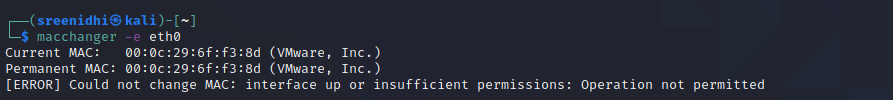 ┌──(sreenidhi㉿kali)-[~]
└─$ macchanger -e eth0
Current MAC:   00:0c:29:6f:f3:8d (VMware, Inc.)
Permanent MAC: 00:0c:29:6f:f3:8d (VMware, Inc.)
[ERROR] Could not change MAC: interface up or insufficient permissions: Operation not permitted